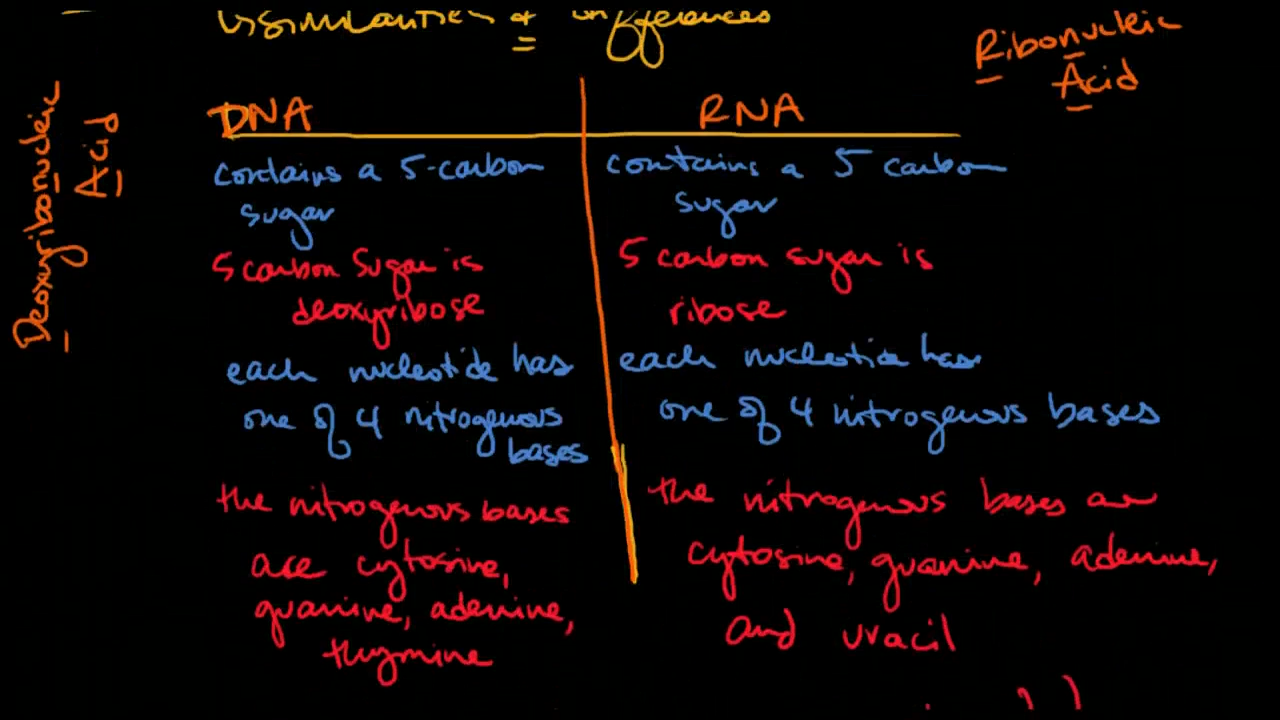 & differences
Ribonucleic
Acid
Deoxyribonucleic
Acid
DNA
contains a 5-carbon
sugar
5 carbon Sugar is
deoxyribose
each nucleotide has
one of 4 nitrogenous
bases
the nitrogenous bases
are cytosine,
guanine, adenine,
thymine
RNA
contains a 5 carbon
sugar
5 carbon sugar is
ribose
each nucleotide has
one of 4 nitrogenous bases
the nitrogenous bases are
cytosine, guanine, adenine,
and uracil